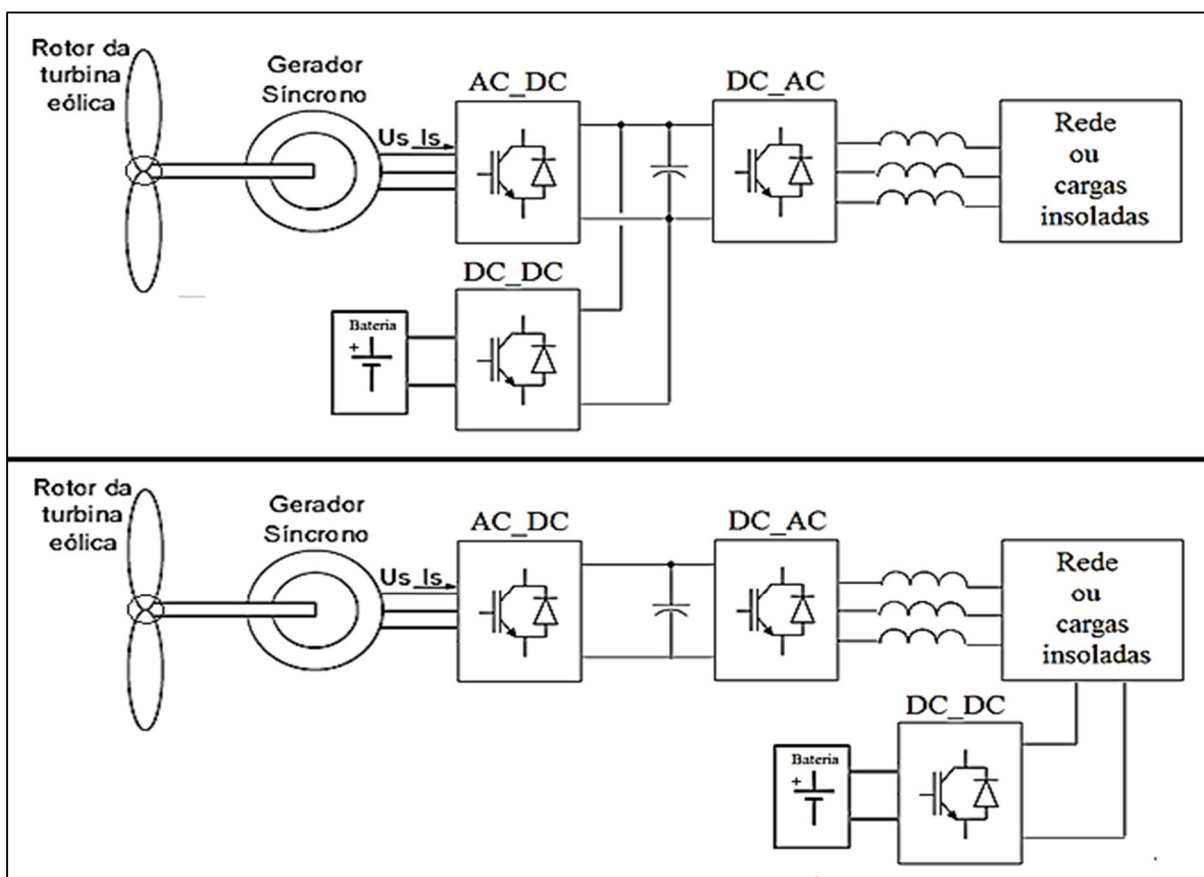 Rotor da
turbina
eólica
Gerador
Síncrono
Us_Is
AC_DC
DC_AC
Rede
ou
cargas
insoladas
DC_DC
Bateria
+
Rotor da
turbina
eólica
Gerador
Síncrono
Us_Is
AC_DC
DC_AC
Rede
ou
cargas
insoladas
DC_DC
Bateria
+